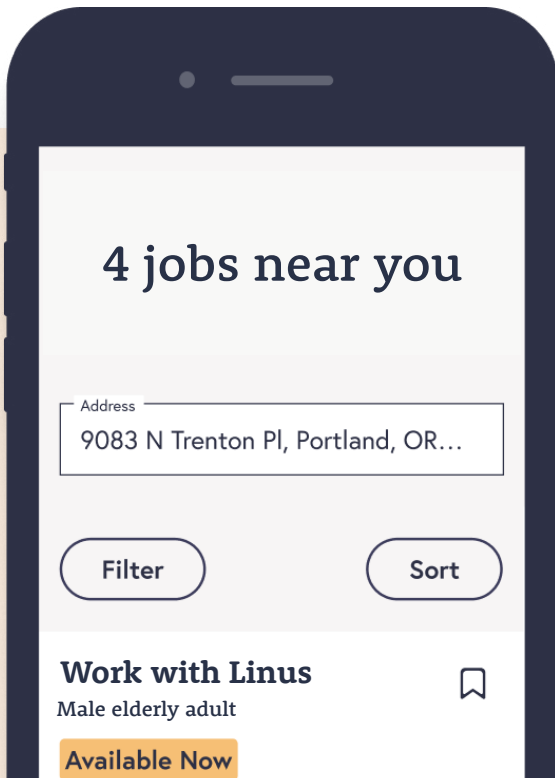 4 jobs near you
Address
9083 N Trenton Pl, Portland, OR...
Filter
Sort
Work with Linus
Male elderly adult
Available Now